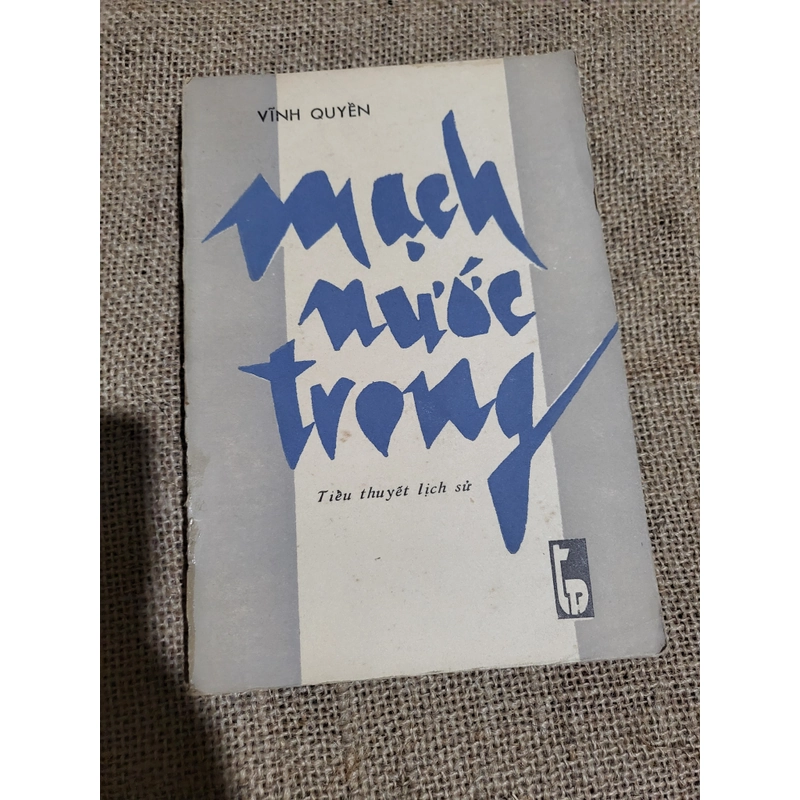 VĨNH QUYỀN
mạch
nước
trong
Tiểu thuyết lịch sử